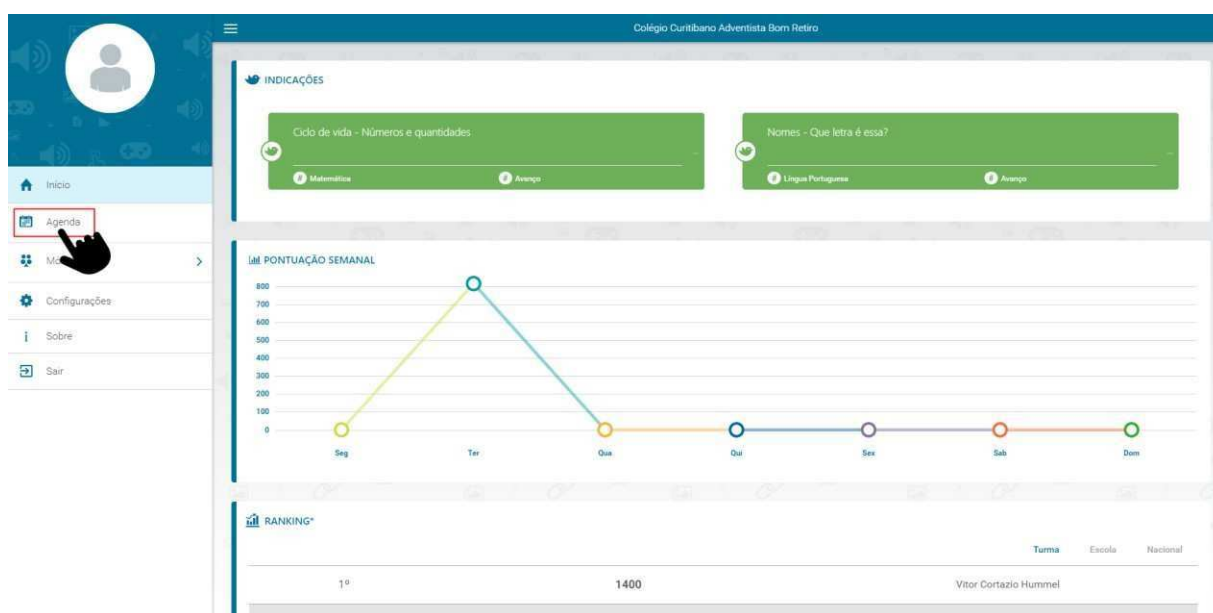 Colégio Curitibano Adventista Bom Retiro
Início
Agenda
Configurações
Sobre
Sair
INDICAÇÕES
Ciclo de vida - Números e quantidades
...
# Matemática
# Avanço
Nomes - Que letra é essa?
...
# Língua Portuguesa
# Avanço
PONTUAÇÃO SEMANAL
800
700
600
500
400
300
200
100
0
Seg Ter Qua Qui Sex Sab Dom
RANKING*
Turma Escola Nacional
1º 1400 Vitor Cortazio Hummel